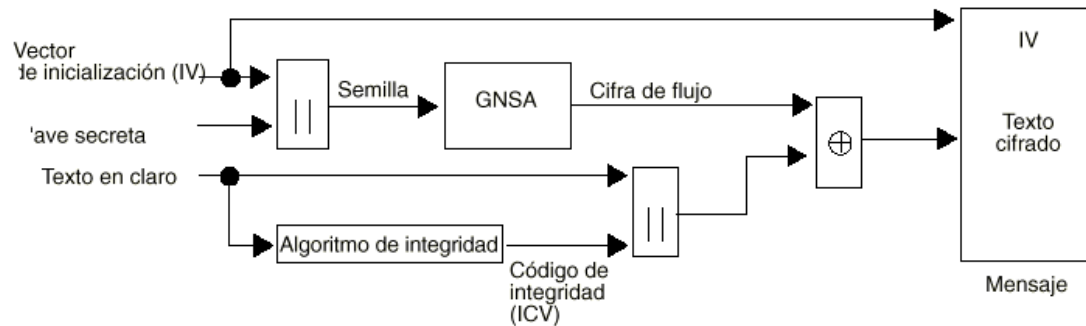 Vector
de inicialización (IV)
'ave secreta
Texto en claro
||
Semilla
GNSA
Cifra de flujo
Algoritmo de integridad
Código de
integridad
(ICV)
||
⊕
IV
Texto
cifrado
Mensaje